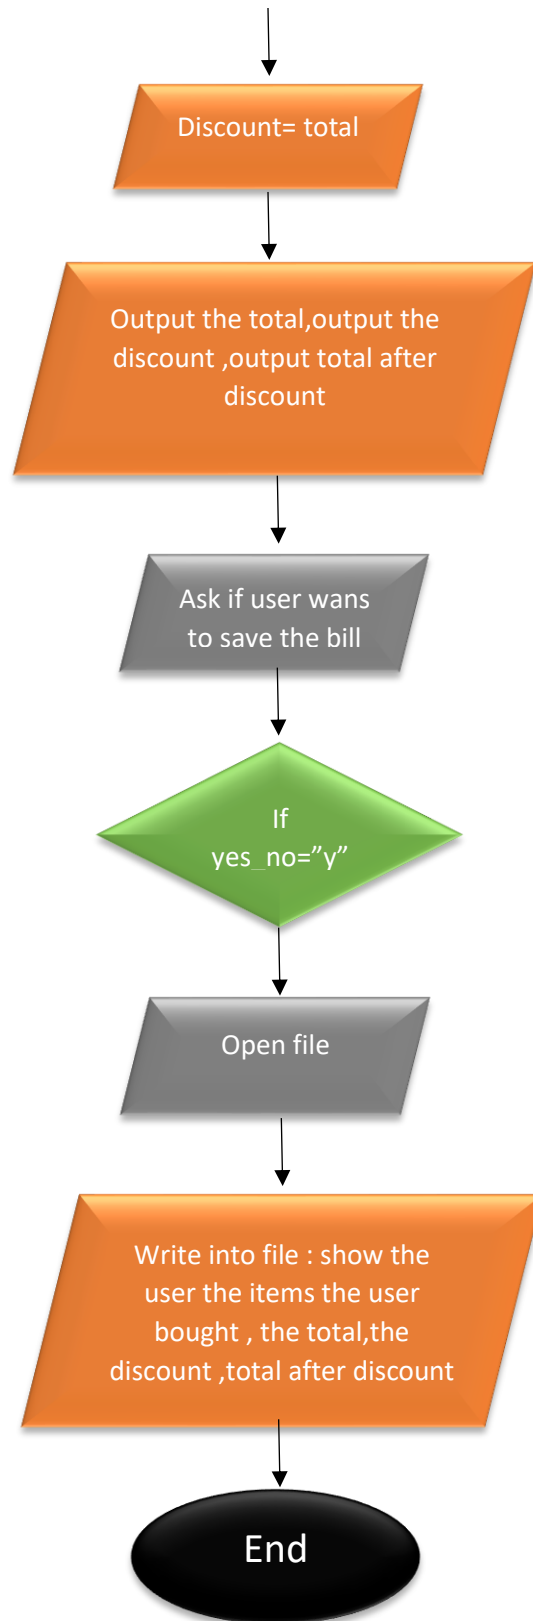 Discount= total
Output the total,output the
discount ,output total after
discount
Ask if user wans
to save the bill
If
yes_no=”y”
Open file
Write into file : show the
user the items the user
bought , the total,the
discount ,total after discount
End